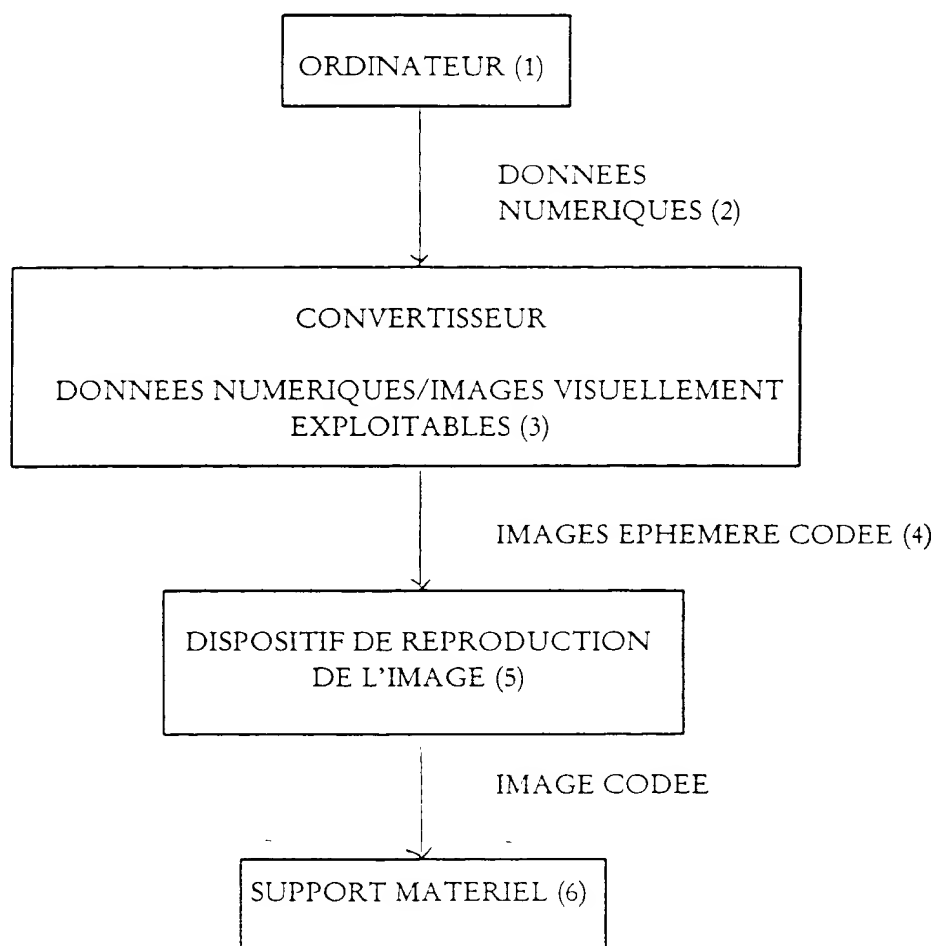 ORDINATEUR (1)
DONNEES
NUMERIQUES (2)
CONVERTISSEUR
DONNEES NUMERIQUES/IMAGES VISUELLEMENT
EXPLOITABLES (3)
IMAGES EPHEMERE CODEE (4)
DISPOSITIF DE REPRODUCTION
DE L'IMAGE (5)
IMAGE CODEE
SUPPORT MATERIEL (6)